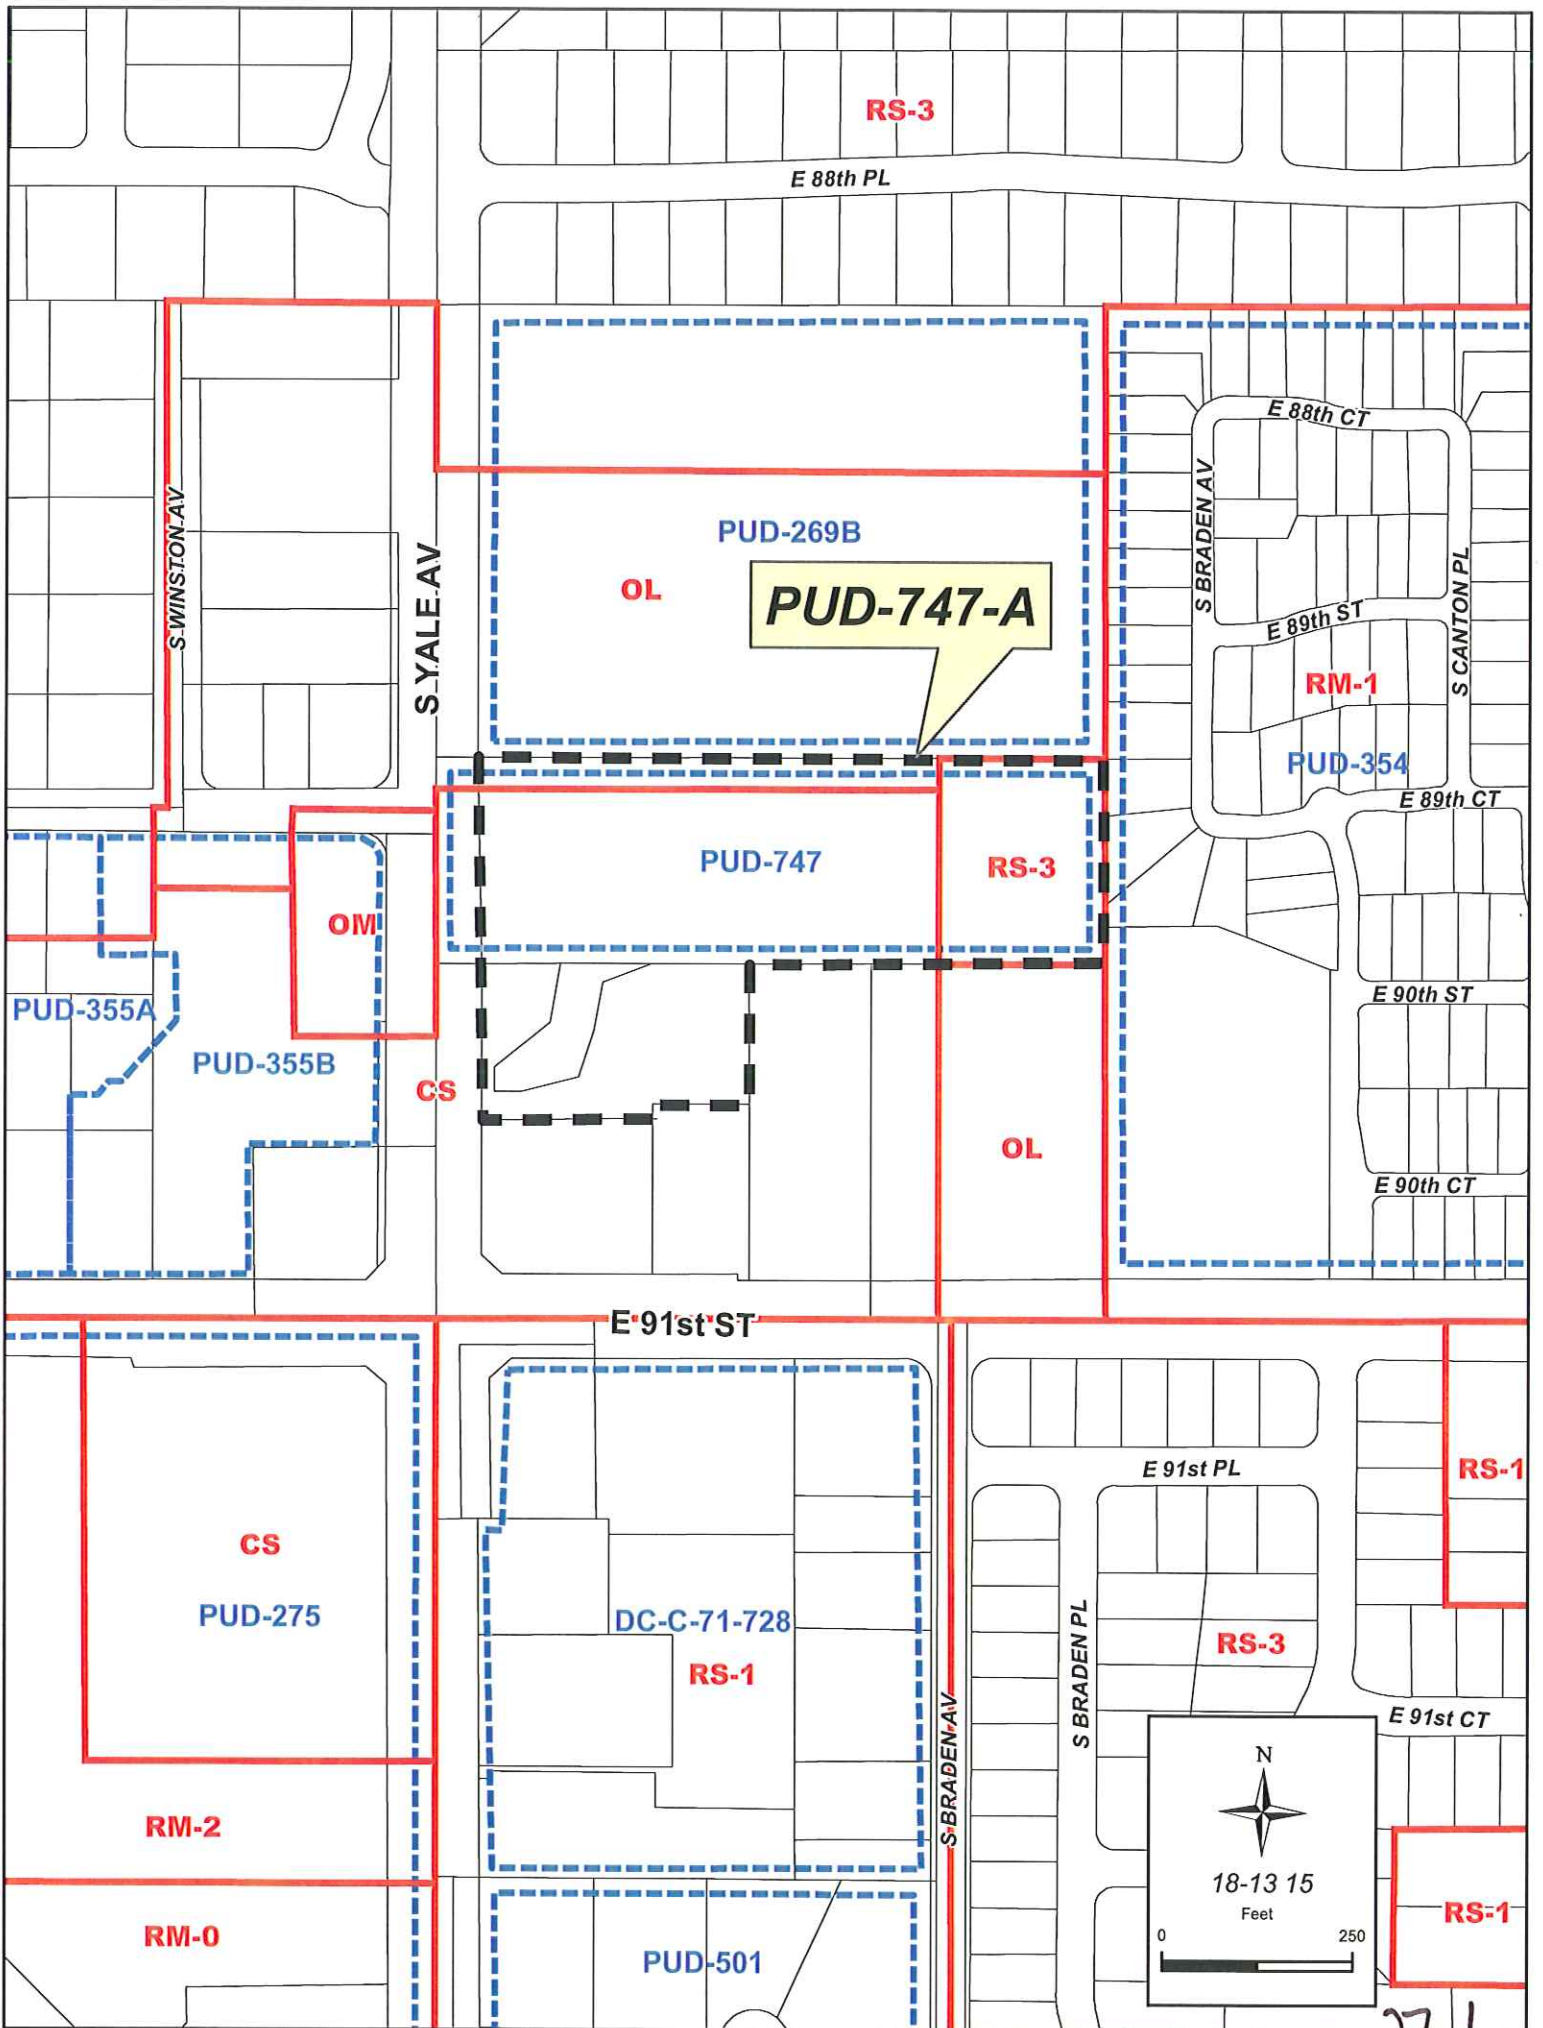 RS-3
E 88th PL
E 88th CT
S WINSTON AV
S YALE AV
PUD-269B
OL
PUD-747-A
S BRADEN AV
E 89th ST
S CANTON PL
RM-1
PUD-354
E 89th CT
PUD-747
RS-3
OM
PUD-355A
PUD-355B
CS
E 90th ST
OL
E 90th CT
E 91st ST
E 91st PL
RS-1
CS
PUD-275
DC-C-71-728
RS-1
S BRADEN AV
S BRADEN PL
RS-3
E 91st CT
RM-2
RM-0
PUD-501
N
18-13 15
Feet
0 250
RS-1